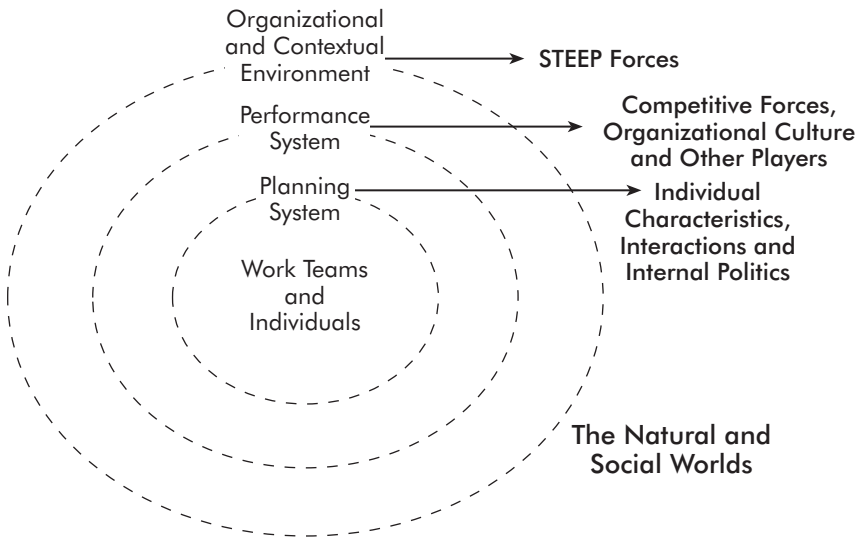 Organizational
and Contextual
Environment
STEEP Forces
Performance
System
Competitive Forces,
Organizational Culture
and Other Players
Planning
System
Individual
Characteristics,
Interactions and
Internal Politics
Work Teams
and
Individuals
The Natural and
Social Worlds